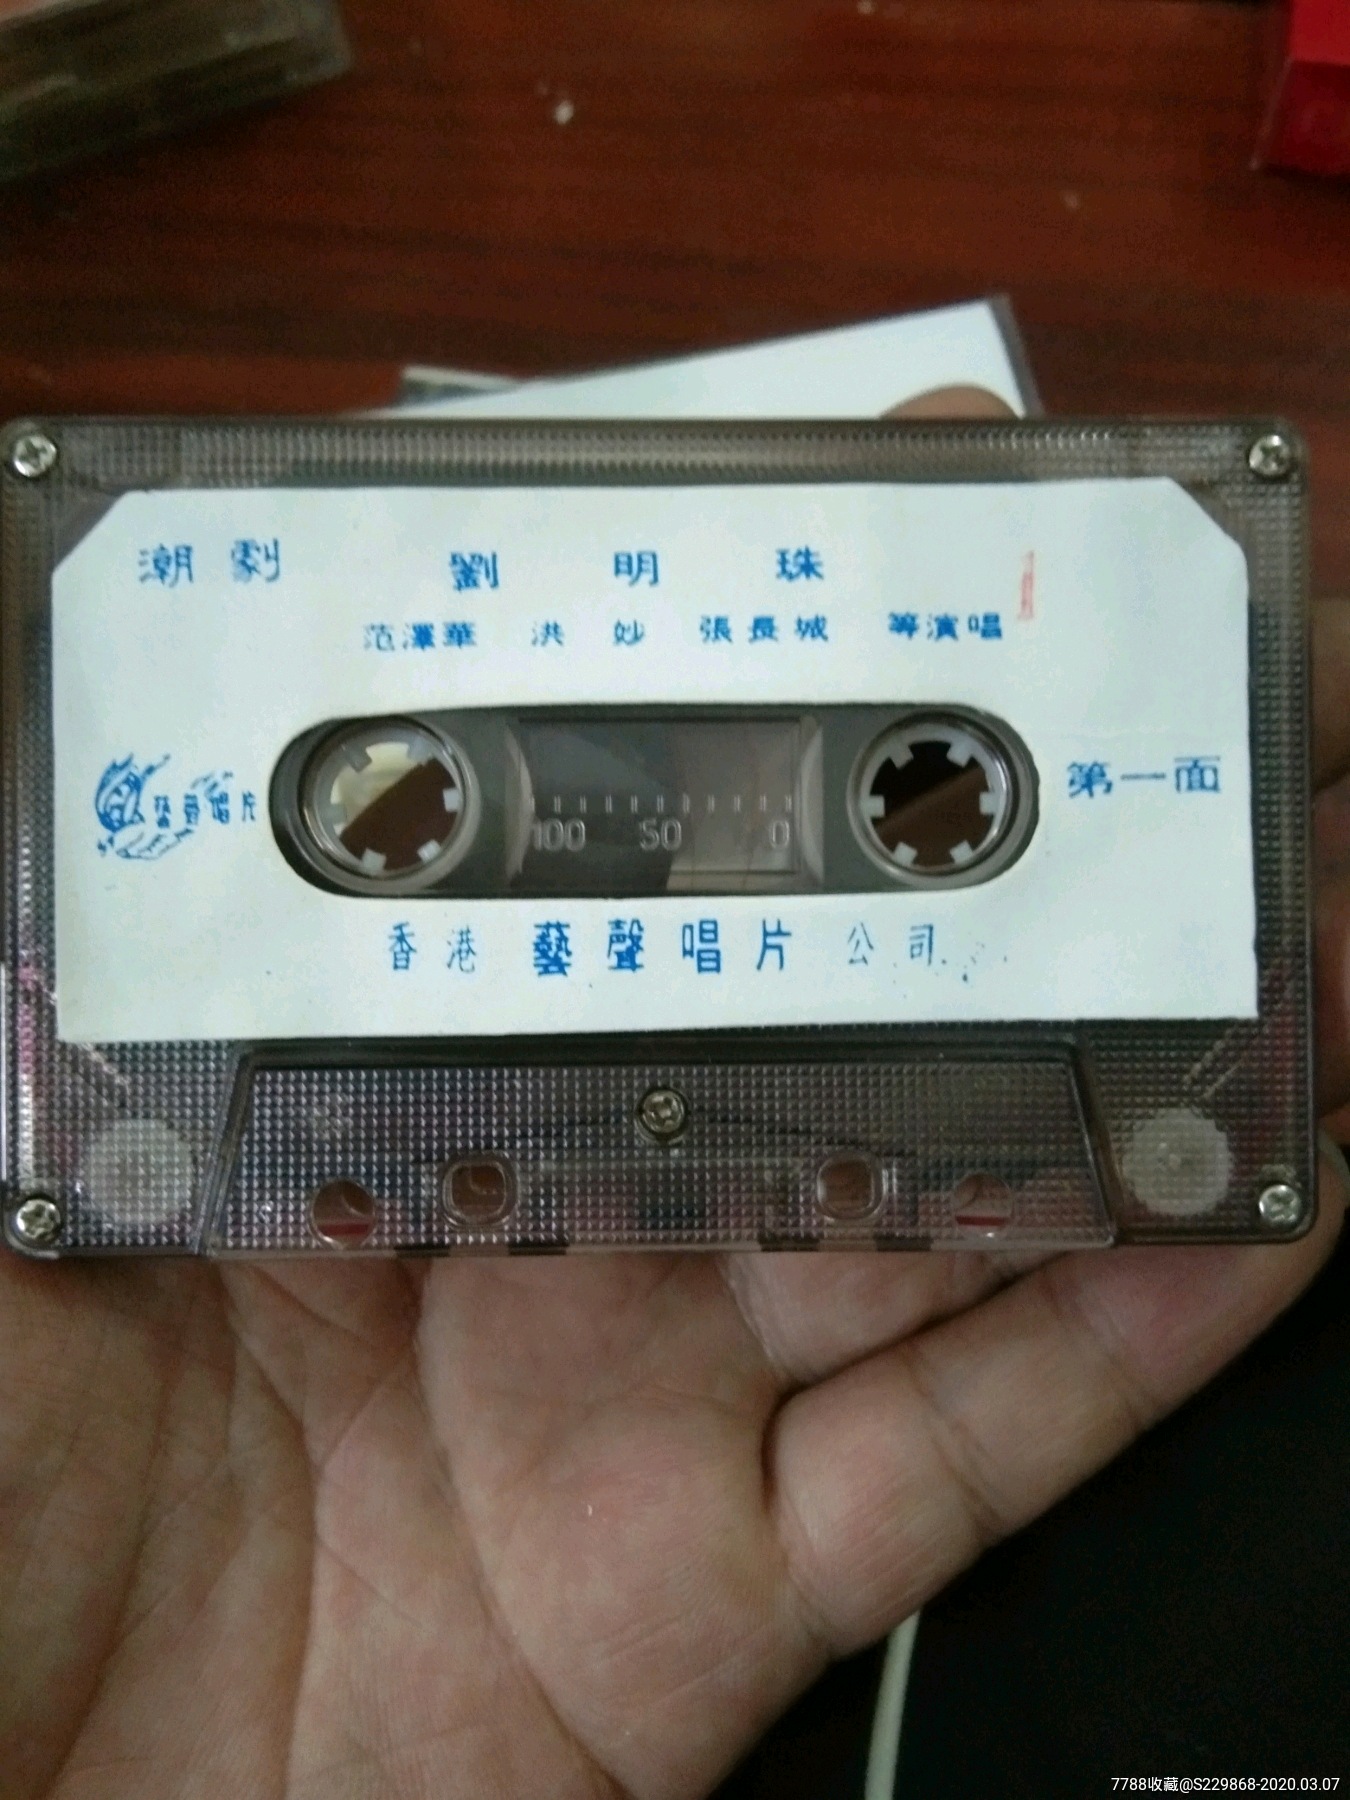 潮劇 劉明珠
范澤華 洪妙 張長城 等演唱
藝聲唱片
第一面
100 50 0
香港藝聲唱片公司
7788收藏@S229868-2020.03.07